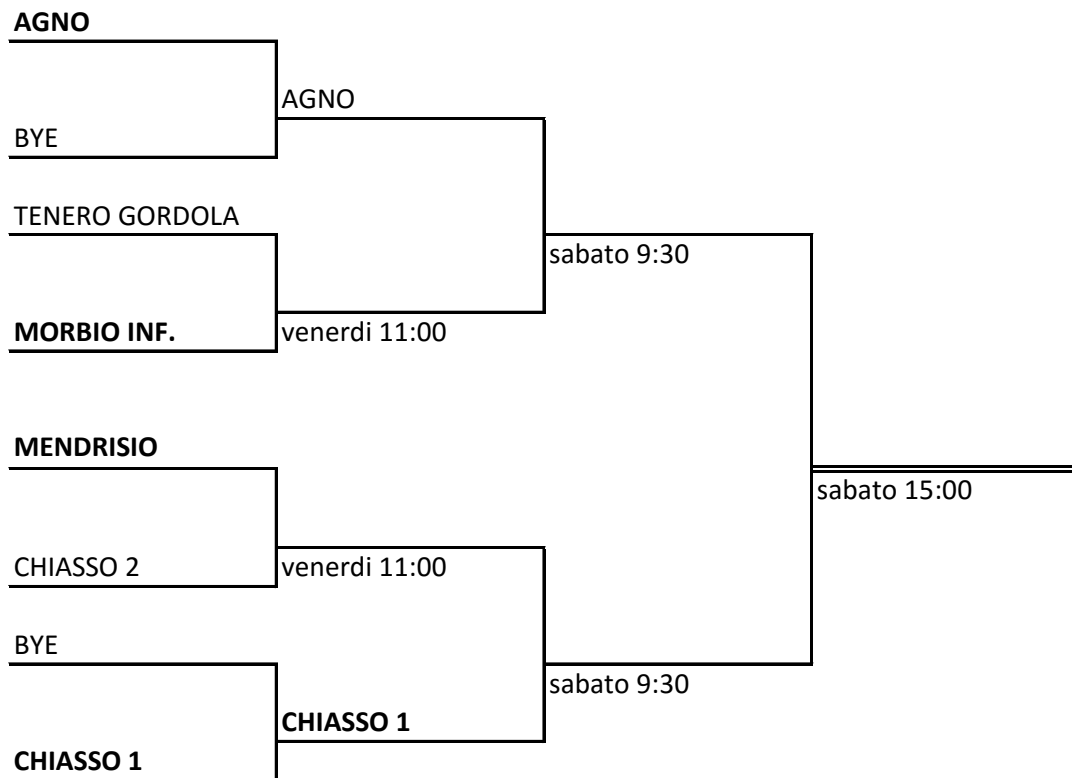 AGNO
AGNO
BYE
TENERO GORDOLA
sabato 9:30
MORBIO INF.
venerdi 11:00
MENDRISIO
sabato 15:00
CHIASSO 2
venerdi 11:00
BYE
sabato 9:30
CHIASSO 1
CHIASSO 1